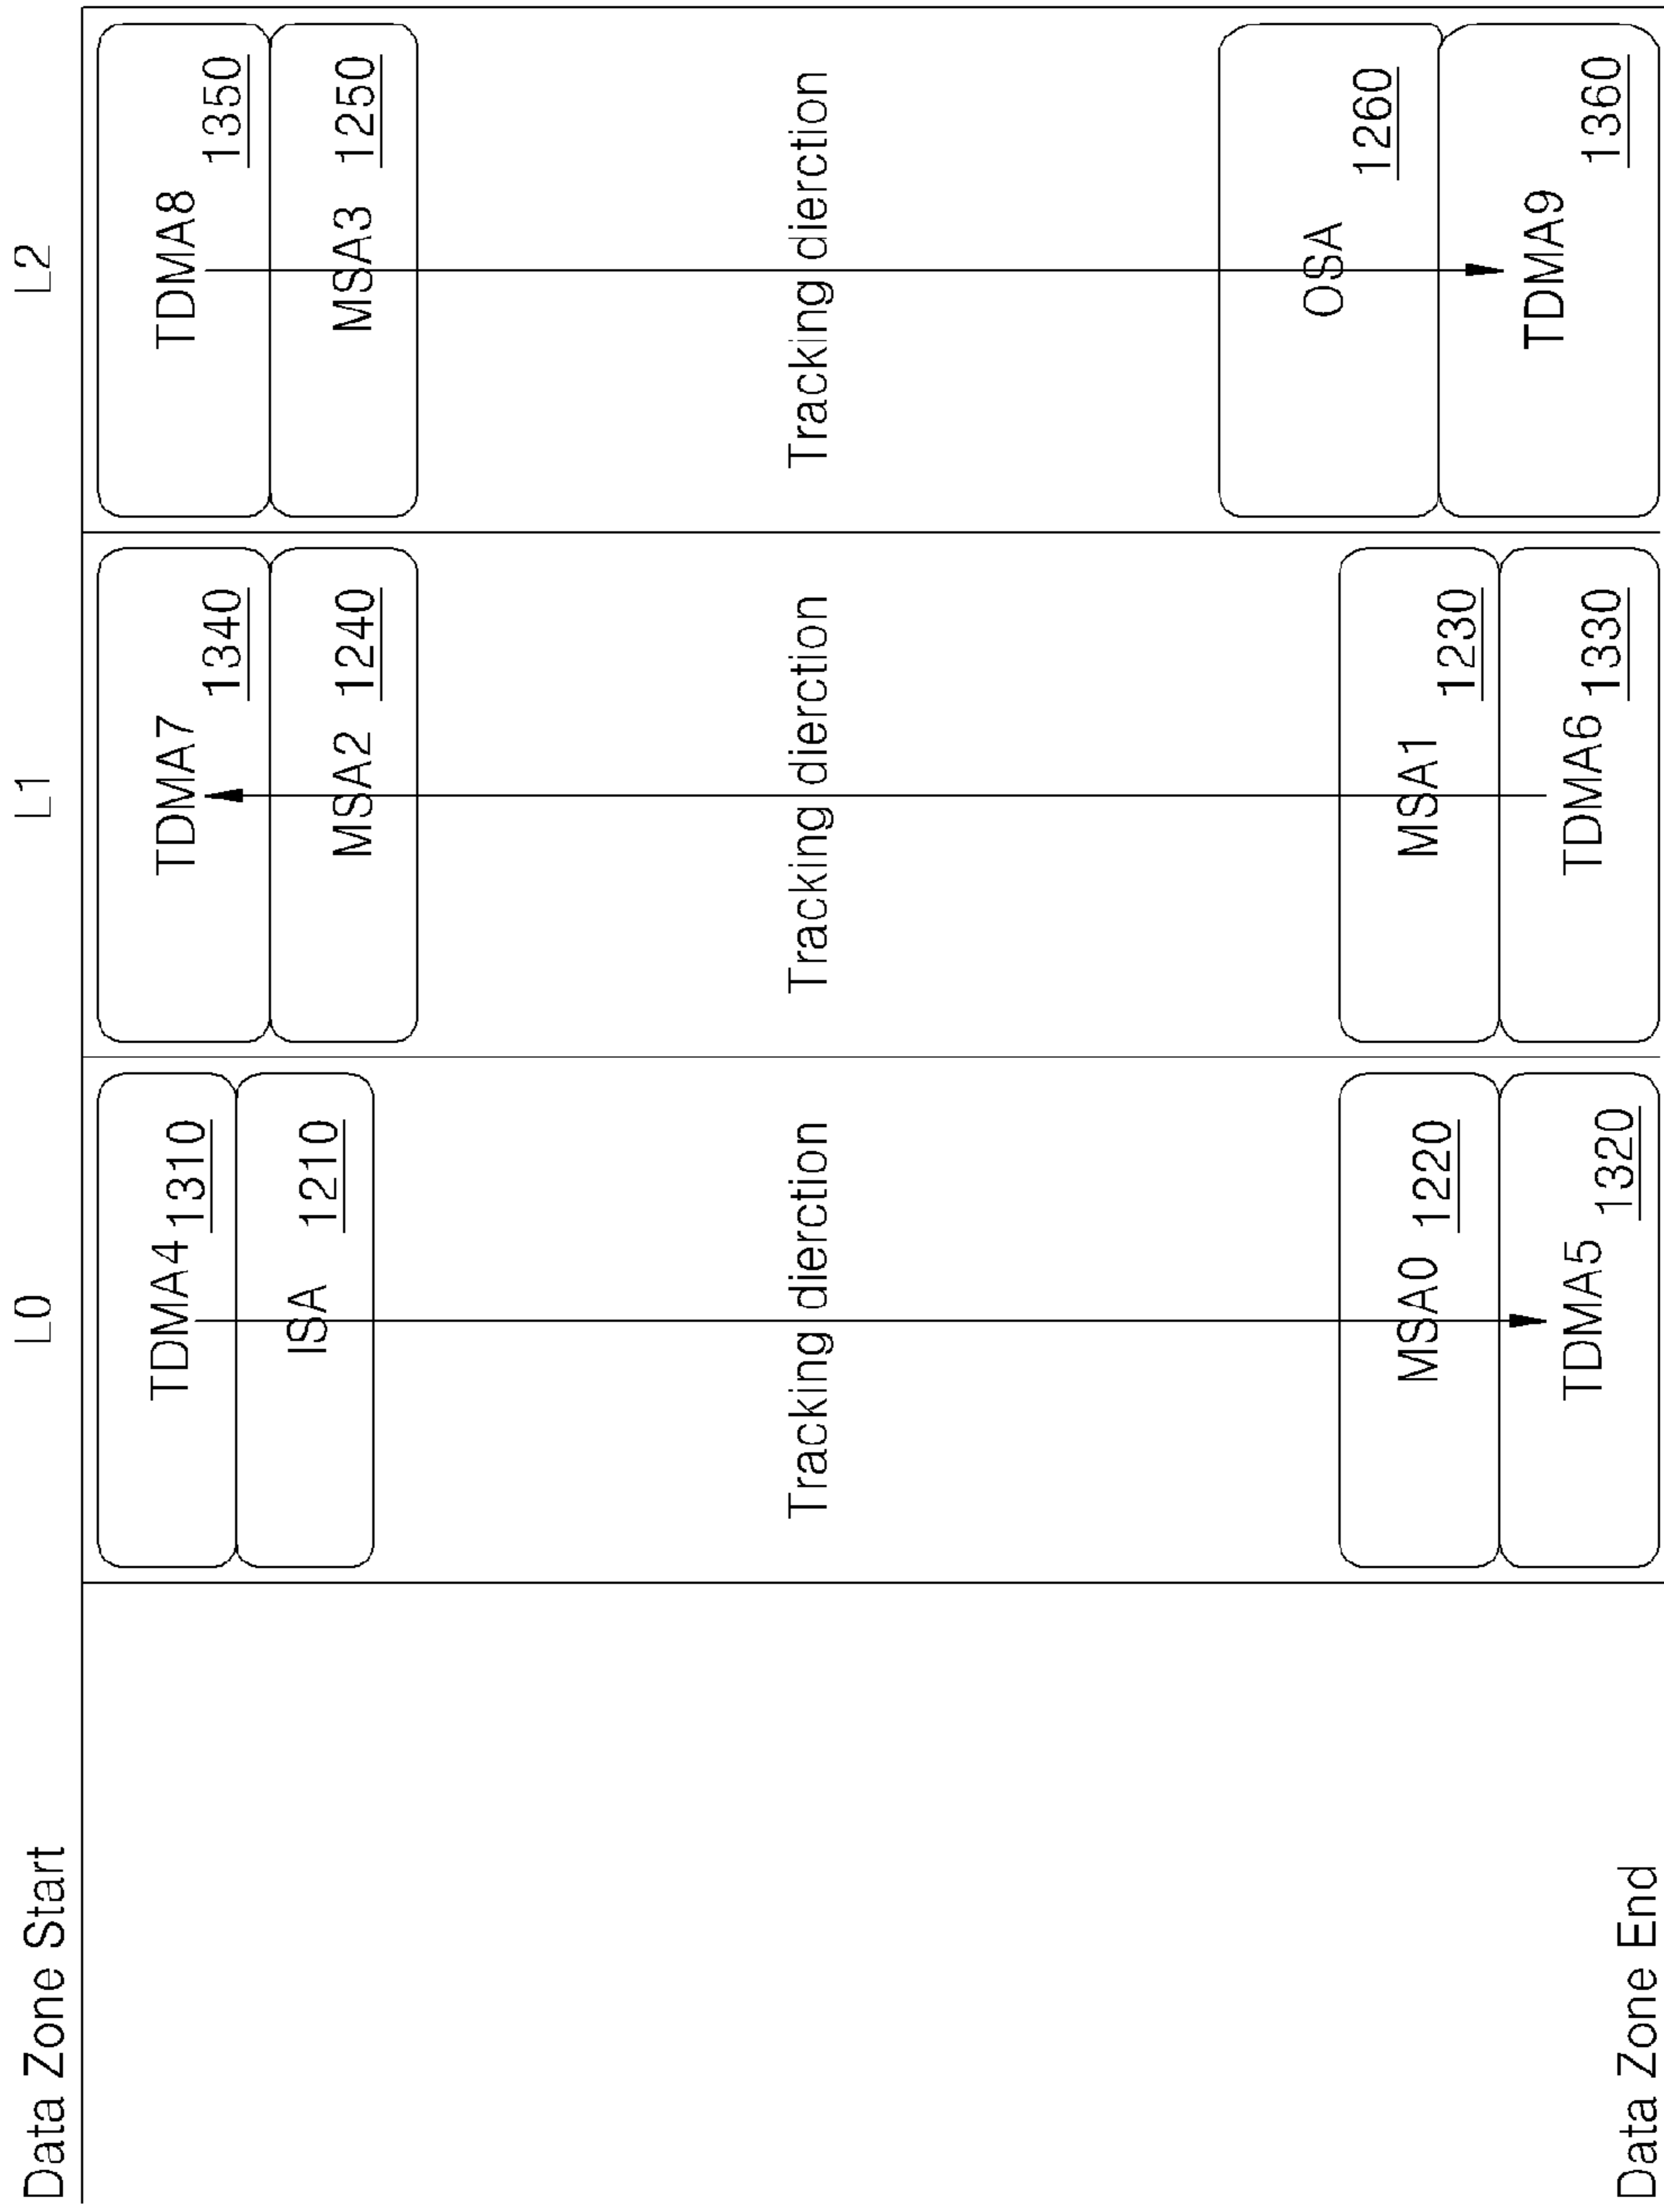 L0
L1
L2
Data Zone Start
TDMA4 1310
ISA 1210
Tracking dierction
MSA0 1220
TDMA5 1320
TDMA7 1340
MSA2 1240
Tracking dierction
MSA1 1230
TDMA6 1330
TDMA8 1350
MSA3 1250
Tracking dierction
OSA 1260
TDMA9 1360
Data Zone End